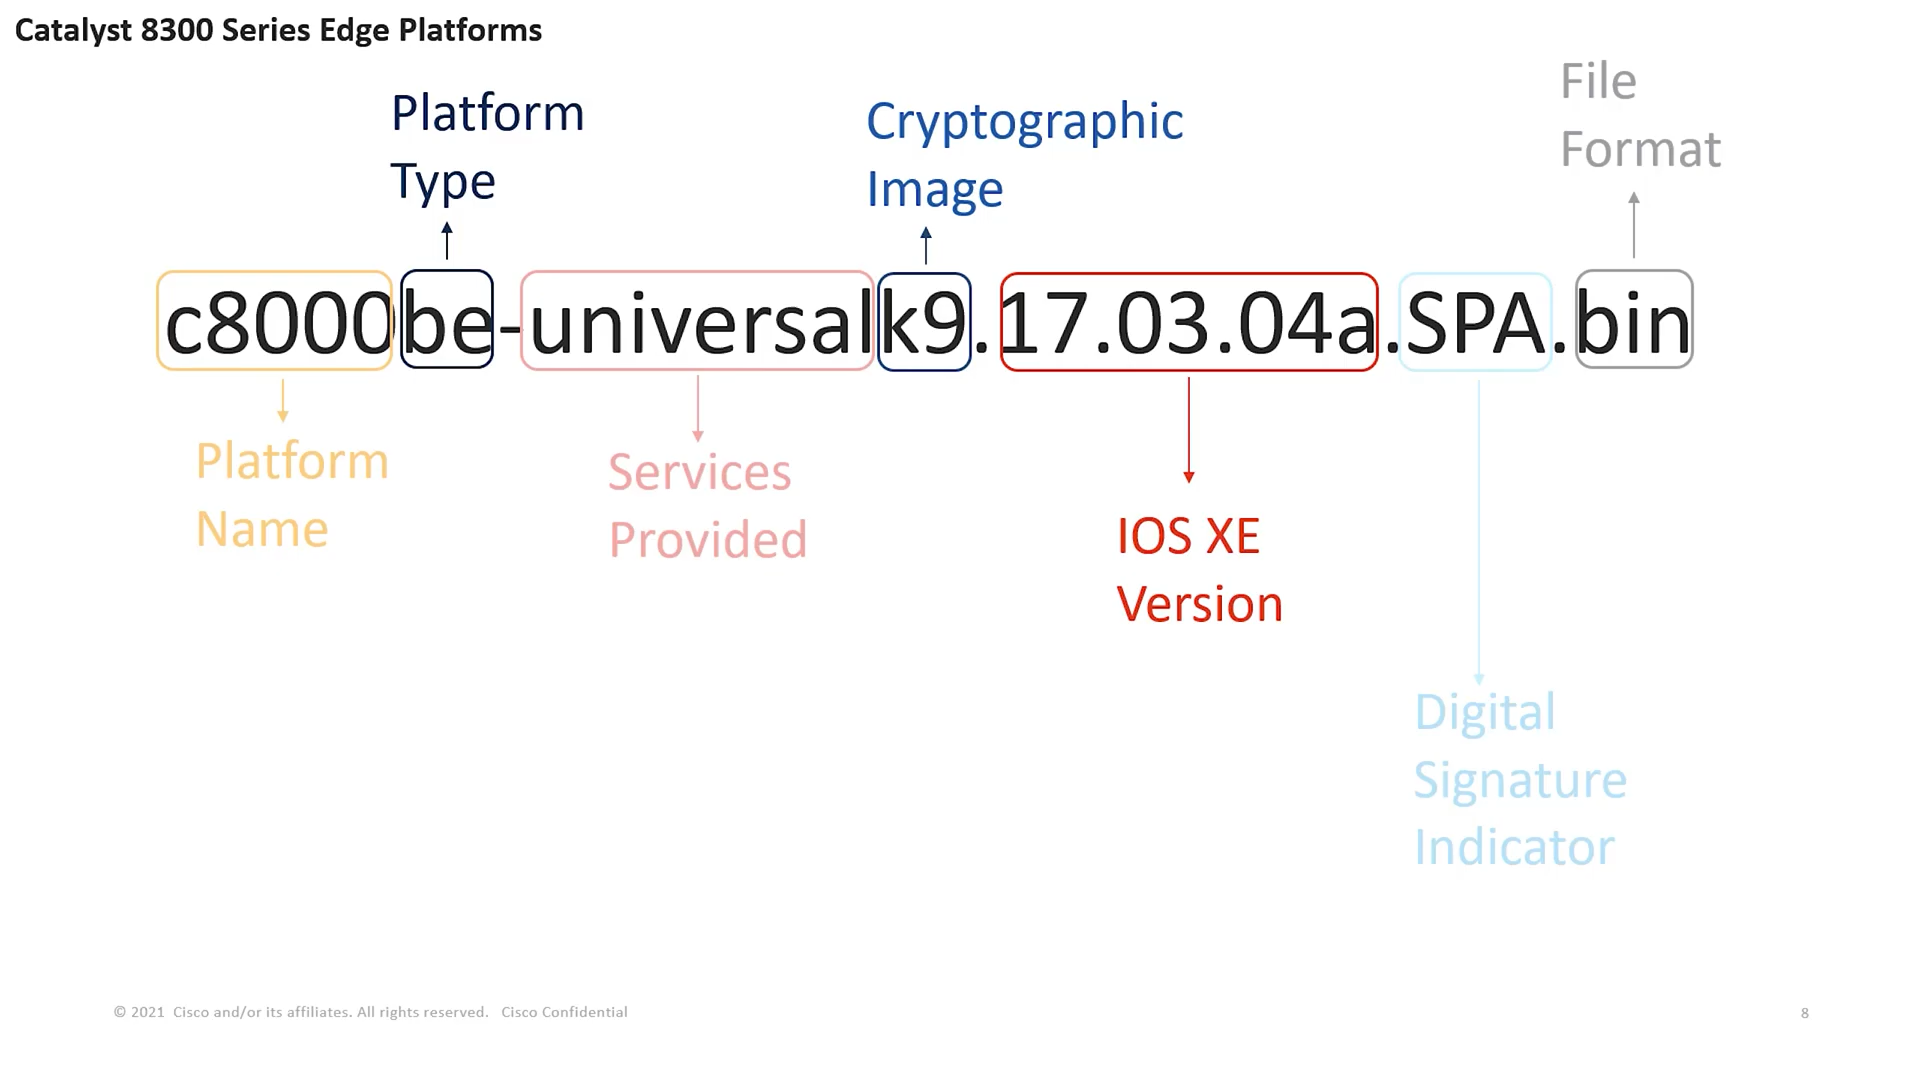 Catalyst 8300 Series Edge Platforms
Platform
Type
Cryptographic
Image
File
Format
c8000be-universalk9.17.03.04a.SPA.bin
Platform
Name
Services
Provided
IOS XE
Version
Digital
Signature
Indicator
© 2021 Cisco and/or its affiliates. All rights reserved. Cisco Confidential
8